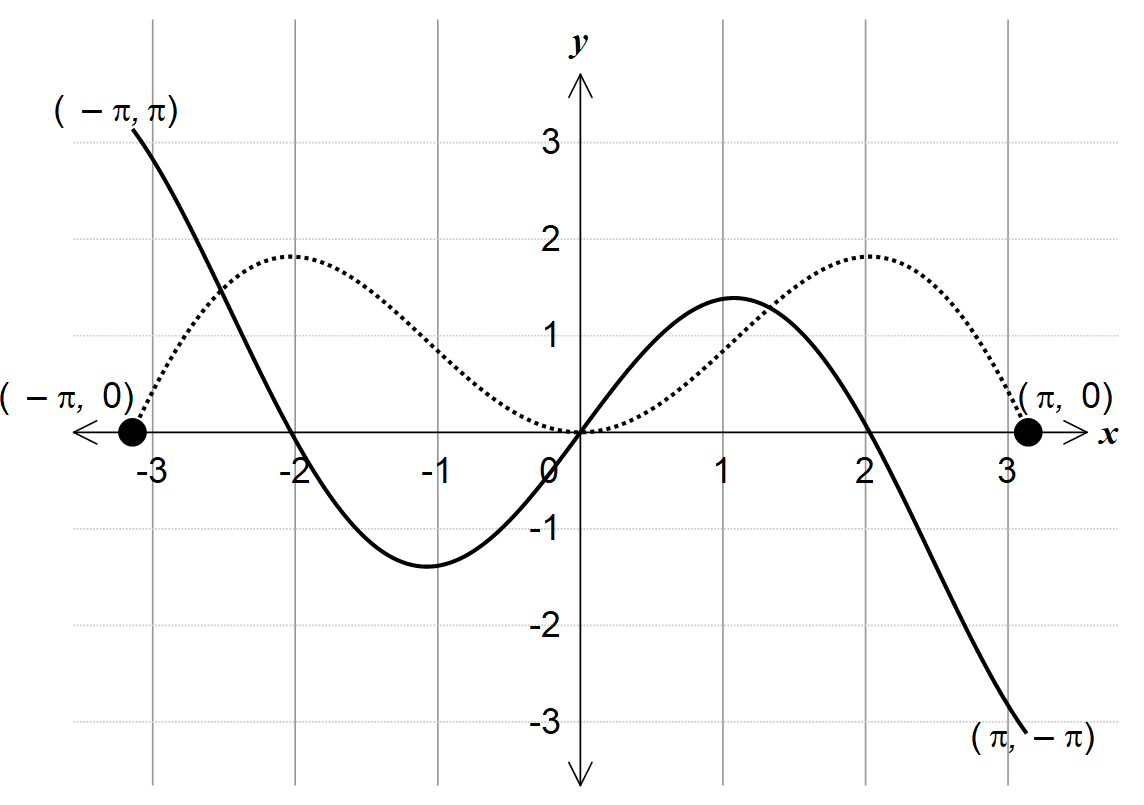 y
( − π, π)
3
2
1
( − π, 0)
( π, 0)
x
-3 -2 -1 0 1 2 3
-1
-2
-3
( π, − π)